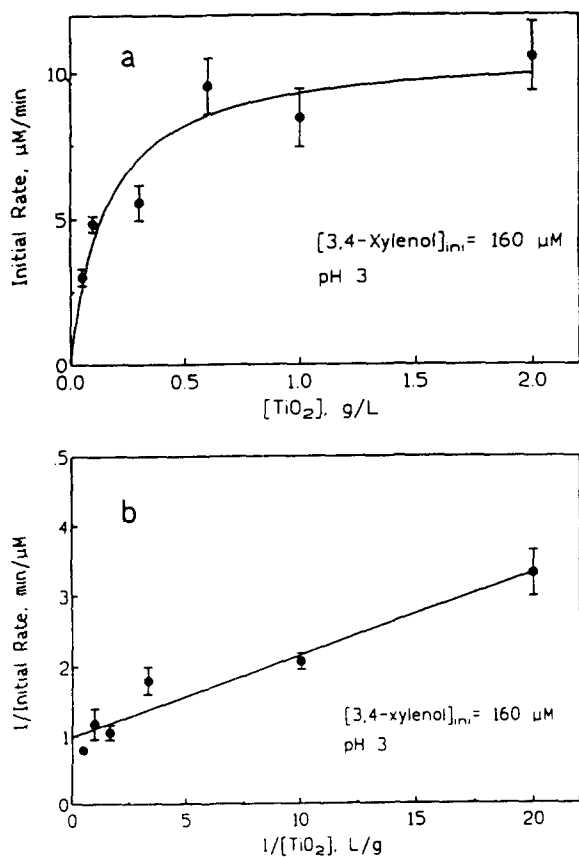 a
10
5
0
Initial Rate, μM/min
[3,4-Xylenol]ini = 160 μM
pH 3
0.0 0.5 1.0 1.5 2.0
[TiO2], g/L
b
.5
.4
.3
.2
.1
0
1/Initial Rate, min/μM
[3,4-xylenol]ini = 160 μM
pH 3
0 5 10 15 20
1/[TiO2], L/g